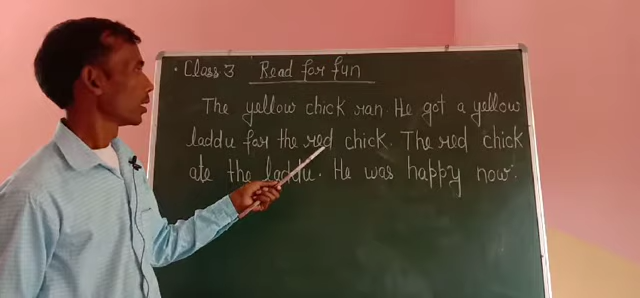 • Class 3 Read for fun
The yellow chick ran. He got a yellow
laddu for the red chick. The red chick
ate the laddu. He was happy now.